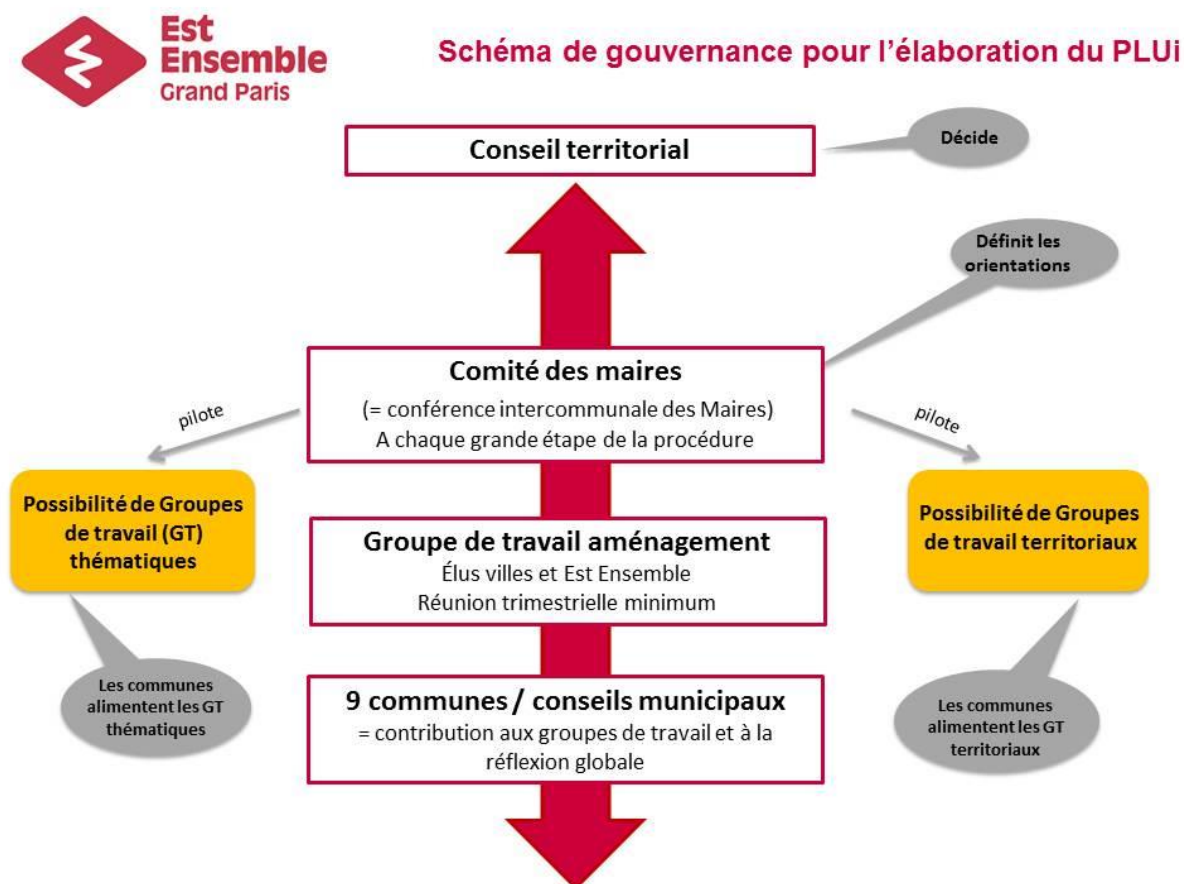 Est
Ensemble
Grand Paris
Schéma de gouvernance pour l'élaboration du PLUi
Conseil territorial
Décide
Définit les
orientations
Comité des maires
(= conférence intercommunale des Maires)
A chaque grande étape de la procédure
pilote
pilote
Possibilité de Groupes
de travail (GT)
thématiques
Possibilité de Groupes
de travail territoriaux
Groupe de travail aménagement
Élus villes et Est Ensemble
Réunion trimestrielle minimum
Les communes
alimentent les GT
thématiques
9 communes / conseils municipaux
= contribution aux groupes de travail et à la
réflexion globale
Les communes
alimentent les GT
territoriaux